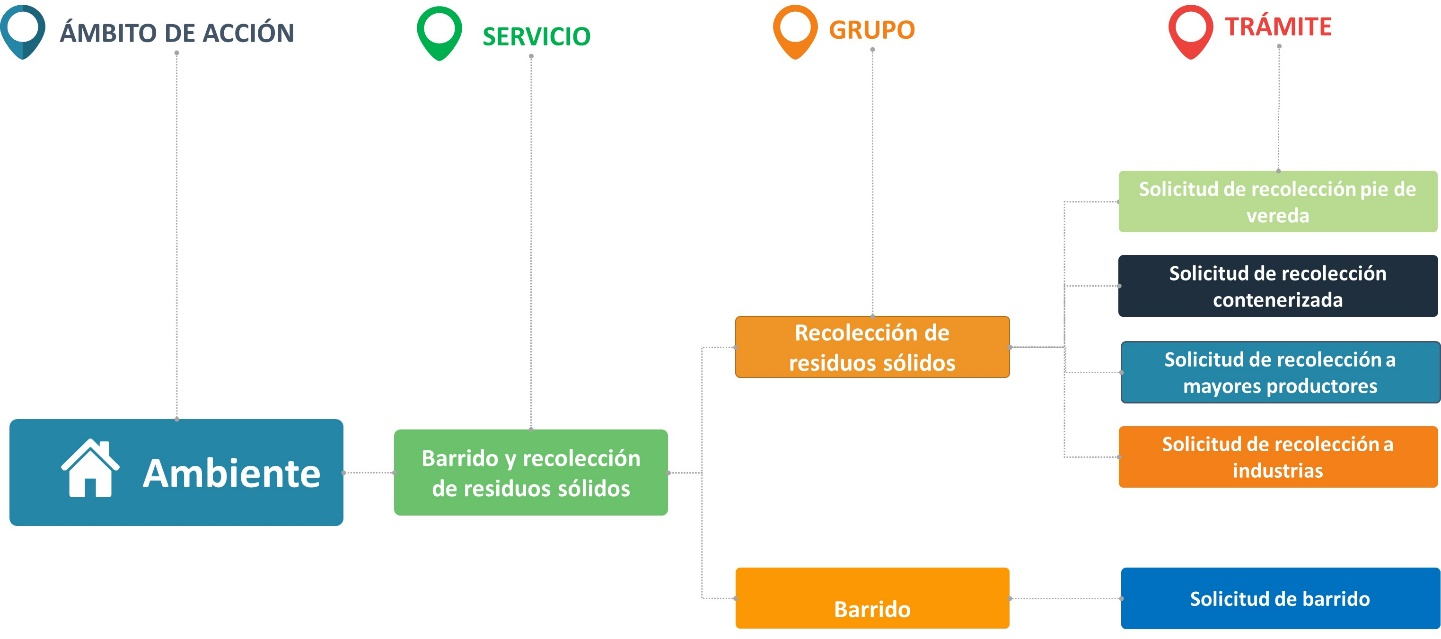 ÁMBITO DE ACCIÓN
SERVICIO
GRUPO
TRÁMITE
Ambiente
Barrido y recolección
de residuos sólidos
Recolección de
residuos sólidos
Solicitud de recolección pie de
vereda
Solicitud de recolección
contenerizada
Solicitud de recolección a
mayores productores
Solicitud de recolección a
industrias
Barrido
Solicitud de barrido